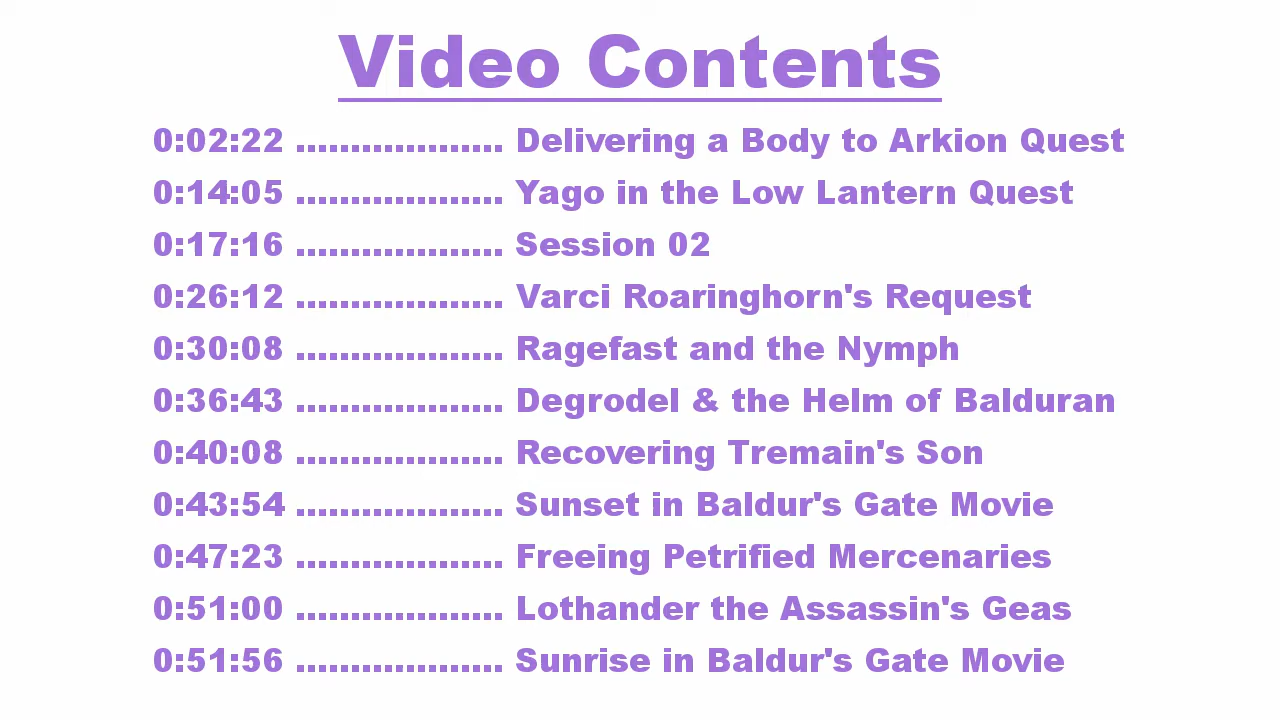 Video Contents
0:02:22 ................... Delivering a Body to Arkion Quest
0:14:05 ................... Yago in the Low Lantern Quest
0:17:16 ................... Session 02
0:26:12 ................... Varci Roaringhorn's Request
0:30:08 ................... Ragefast and the Nymph
0:36:43 ................... Degrodel & the Helm of Balduran
0:40:08 ................... Recovering Tremain's Son
0:43:54 ................... Sunset in Baldur's Gate Movie
0:47:23 ................... Freeing Petrified Mercenaries
0:51:00 ................... Lothander the Assassin's Geas
0:51:56 ................... Sunrise in Baldur's Gate Movie